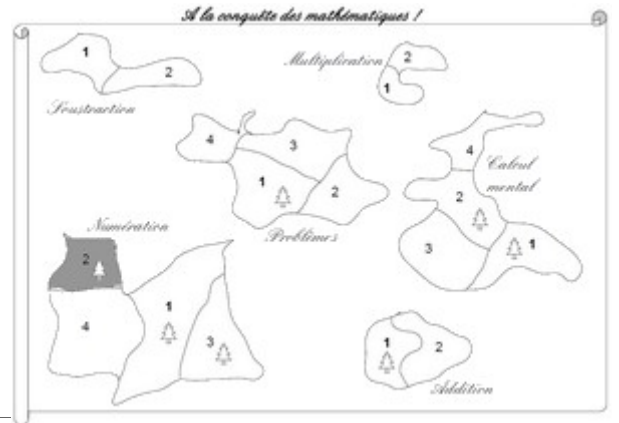 A la conquête des mathématiques !
1
2
Soustraction
Multiplication
2
1
4
3
1
2
Problèmes
4
Calcul
mental
2
3
1
Numération
2
4
1
3
1
2
Addition